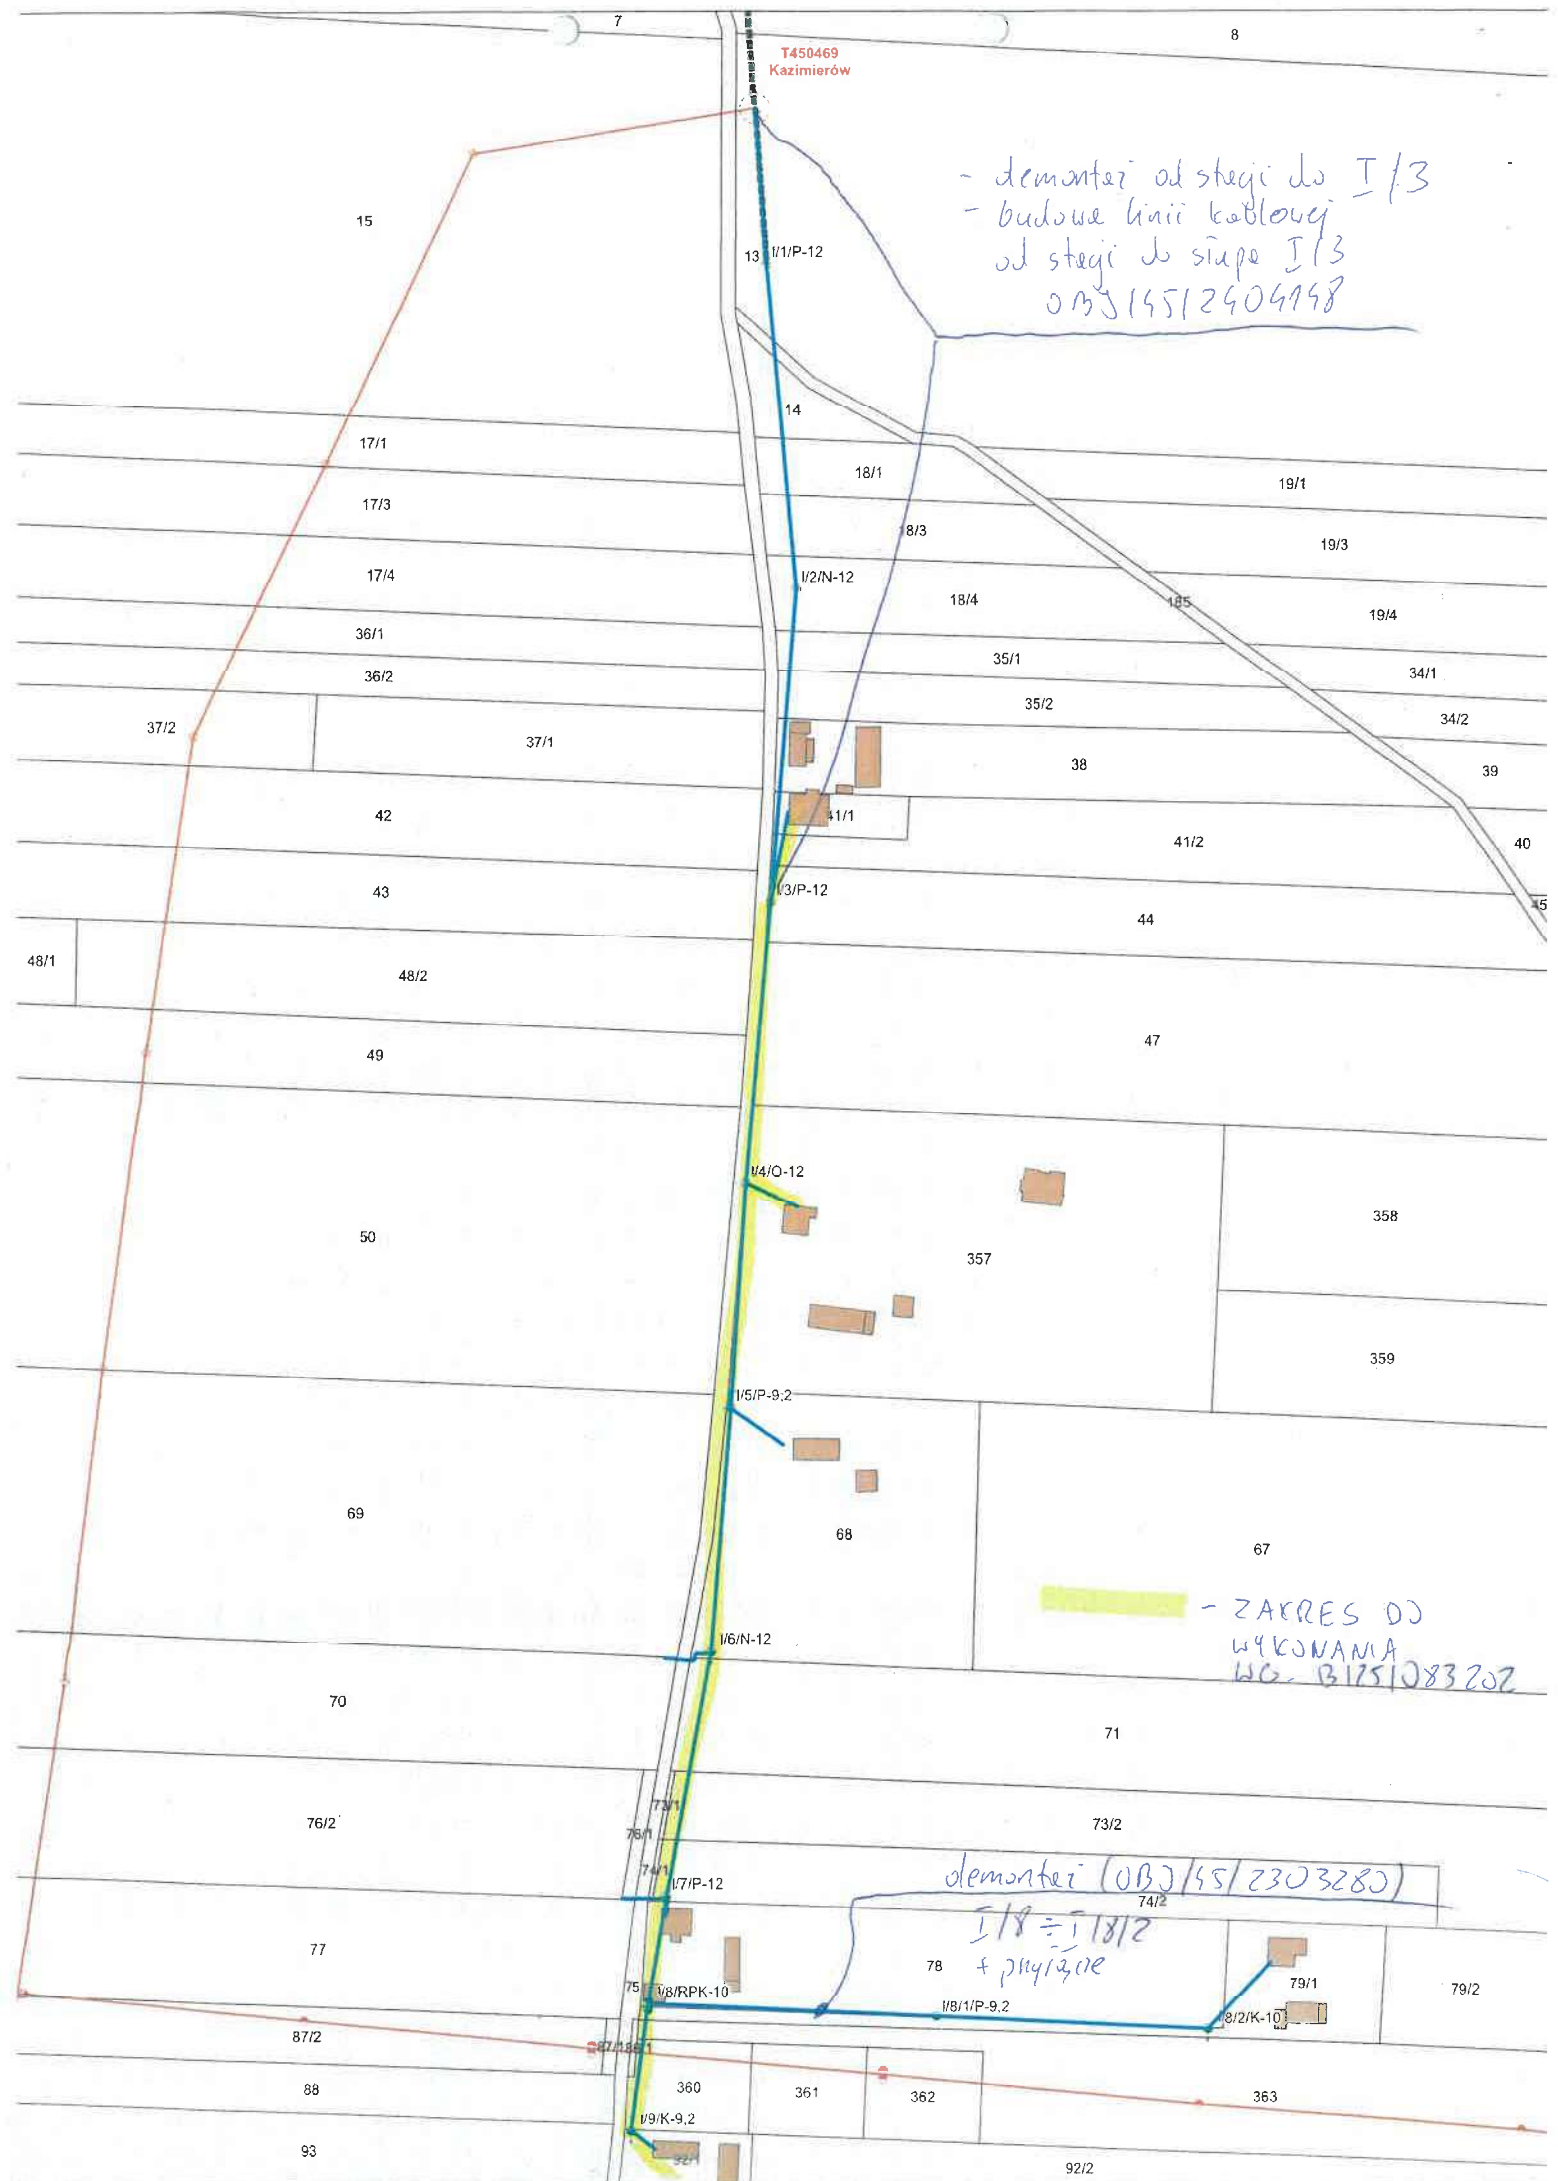 7
8
T450469
Kazimierów
- demontaż od stacji do I/3
- budowa linii kablowej
od stacji do słupa I/3
OBJ/45/2404148
15
13
I/1/P-12
14
17/1
18/1
19/1
17/3
18/3
19/3
17/4
I/2/N-12
18/4
185
19/4
36/1
35/1
34/1
36/2
35/2
34/2
37/2
37/1
38
39
42
41/1
41/2
40
43
I/3/P-12
44
45
48/1
48/2
47
49
I/4/O-12
50
357
358
359
I/5/P-9,2
69
68
67
- ZAKRES DO
WYKONANIA
WG. B/25/083202
I/6/N-12
70
71
73/1
76/2
76/1
73/2
74/1
I/7/P-12
demontaż (OBJ/45/2303280)
74/2
I/8 ÷ I/8/2
+ przyłącze
77
78
79/1
79/2
75
I/8/RPK-10
I/8/1/P-9,2
8/2/K-10
87/2
88
360
361
362
363
I/9/K-9,2
93
92/1
92/2